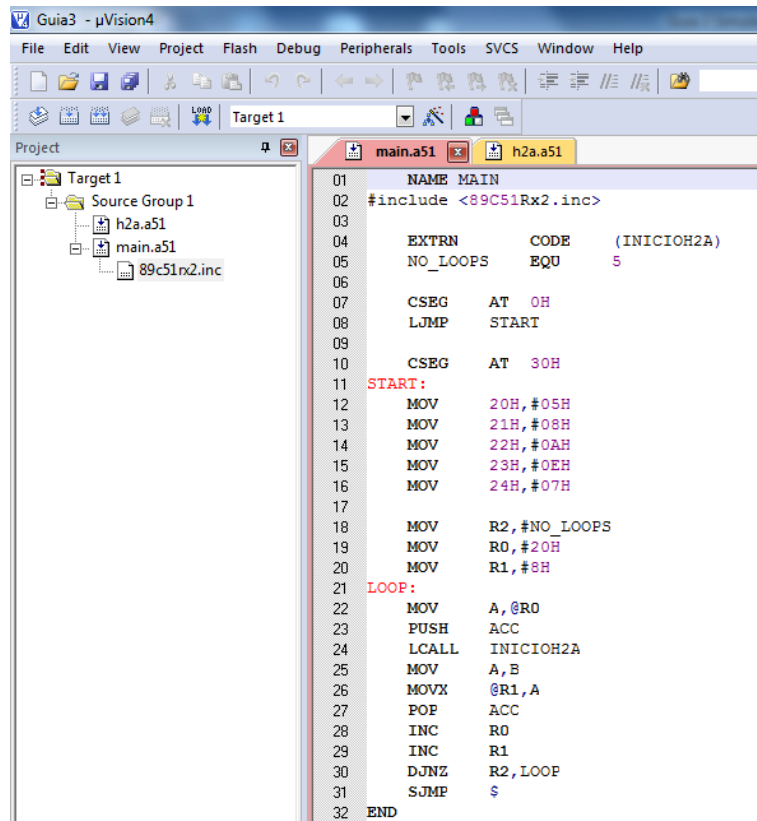 Guia3 - µVision4
File Edit View Project Flash Debug Peripherals Tools SVCS Window Help
LOAD Target 1
Project
main.a51 h2a.a51
Target 1
Source Group 1
h2a.a51
main.a51
89c51rx2.inc
01 NAME MAIN
02 #include <89C51Rx2.inc>
03
04 EXTRN CODE (INICIOH2A)
05 NO_LOOPS EQU 5
06
07 CSEG AT 0H
08 LJMP START
09
10 CSEG AT 30H
11 START:
12 MOV 20H,#05H
13 MOV 21H,#08H
14 MOV 22H,#0AH
15 MOV 23H,#0EH
16 MOV 24H,#07H
17
18 MOV R2,#NO_LOOPS
19 MOV R0,#20H
20 MOV R1,#8H
21 LOOP:
22 MOV A,@R0
23 PUSH ACC
24 LCALL INICIOH2A
25 MOV A,B
26 MOVX @R1,A
27 POP ACC
28 INC R0
29 INC R1
30 DJNZ R2,LOOP
31 SJMP $
32 END